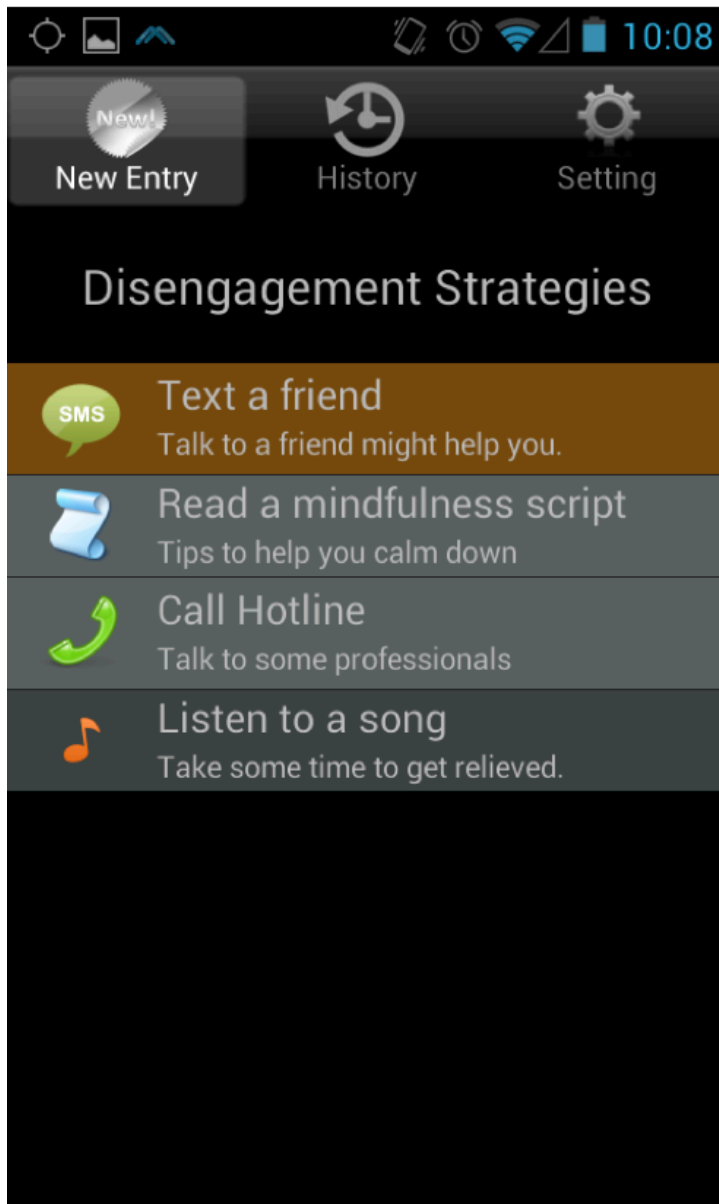 10:08
New!
New Entry
History
Setting
Disengagement Strategies
SMS
Text a friend
Talk to a friend might help you.
Read a mindfulness script
Tips to help you calm down
Call Hotline
Talk to some professionals
Listen to a song
Take some time to get relieved.